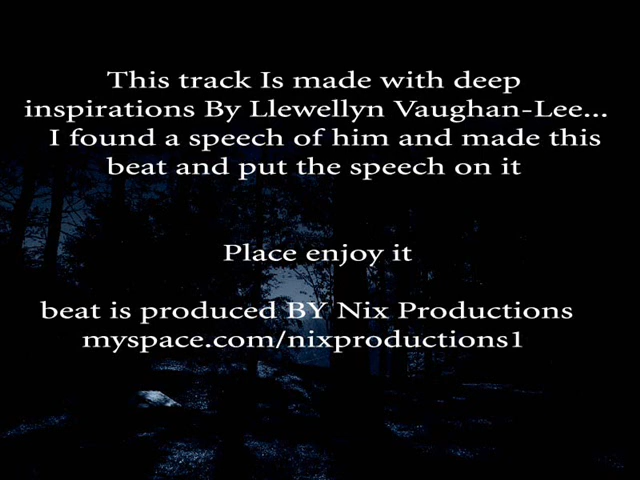 This track Is made with deep
inspirations By Llewellyn Vaughan-Lee...
I found a speech of him and made this
beat and put the speech on it
Place enjoy it
beat is produced BY Nix Productions
myspace.com/nixproductions1